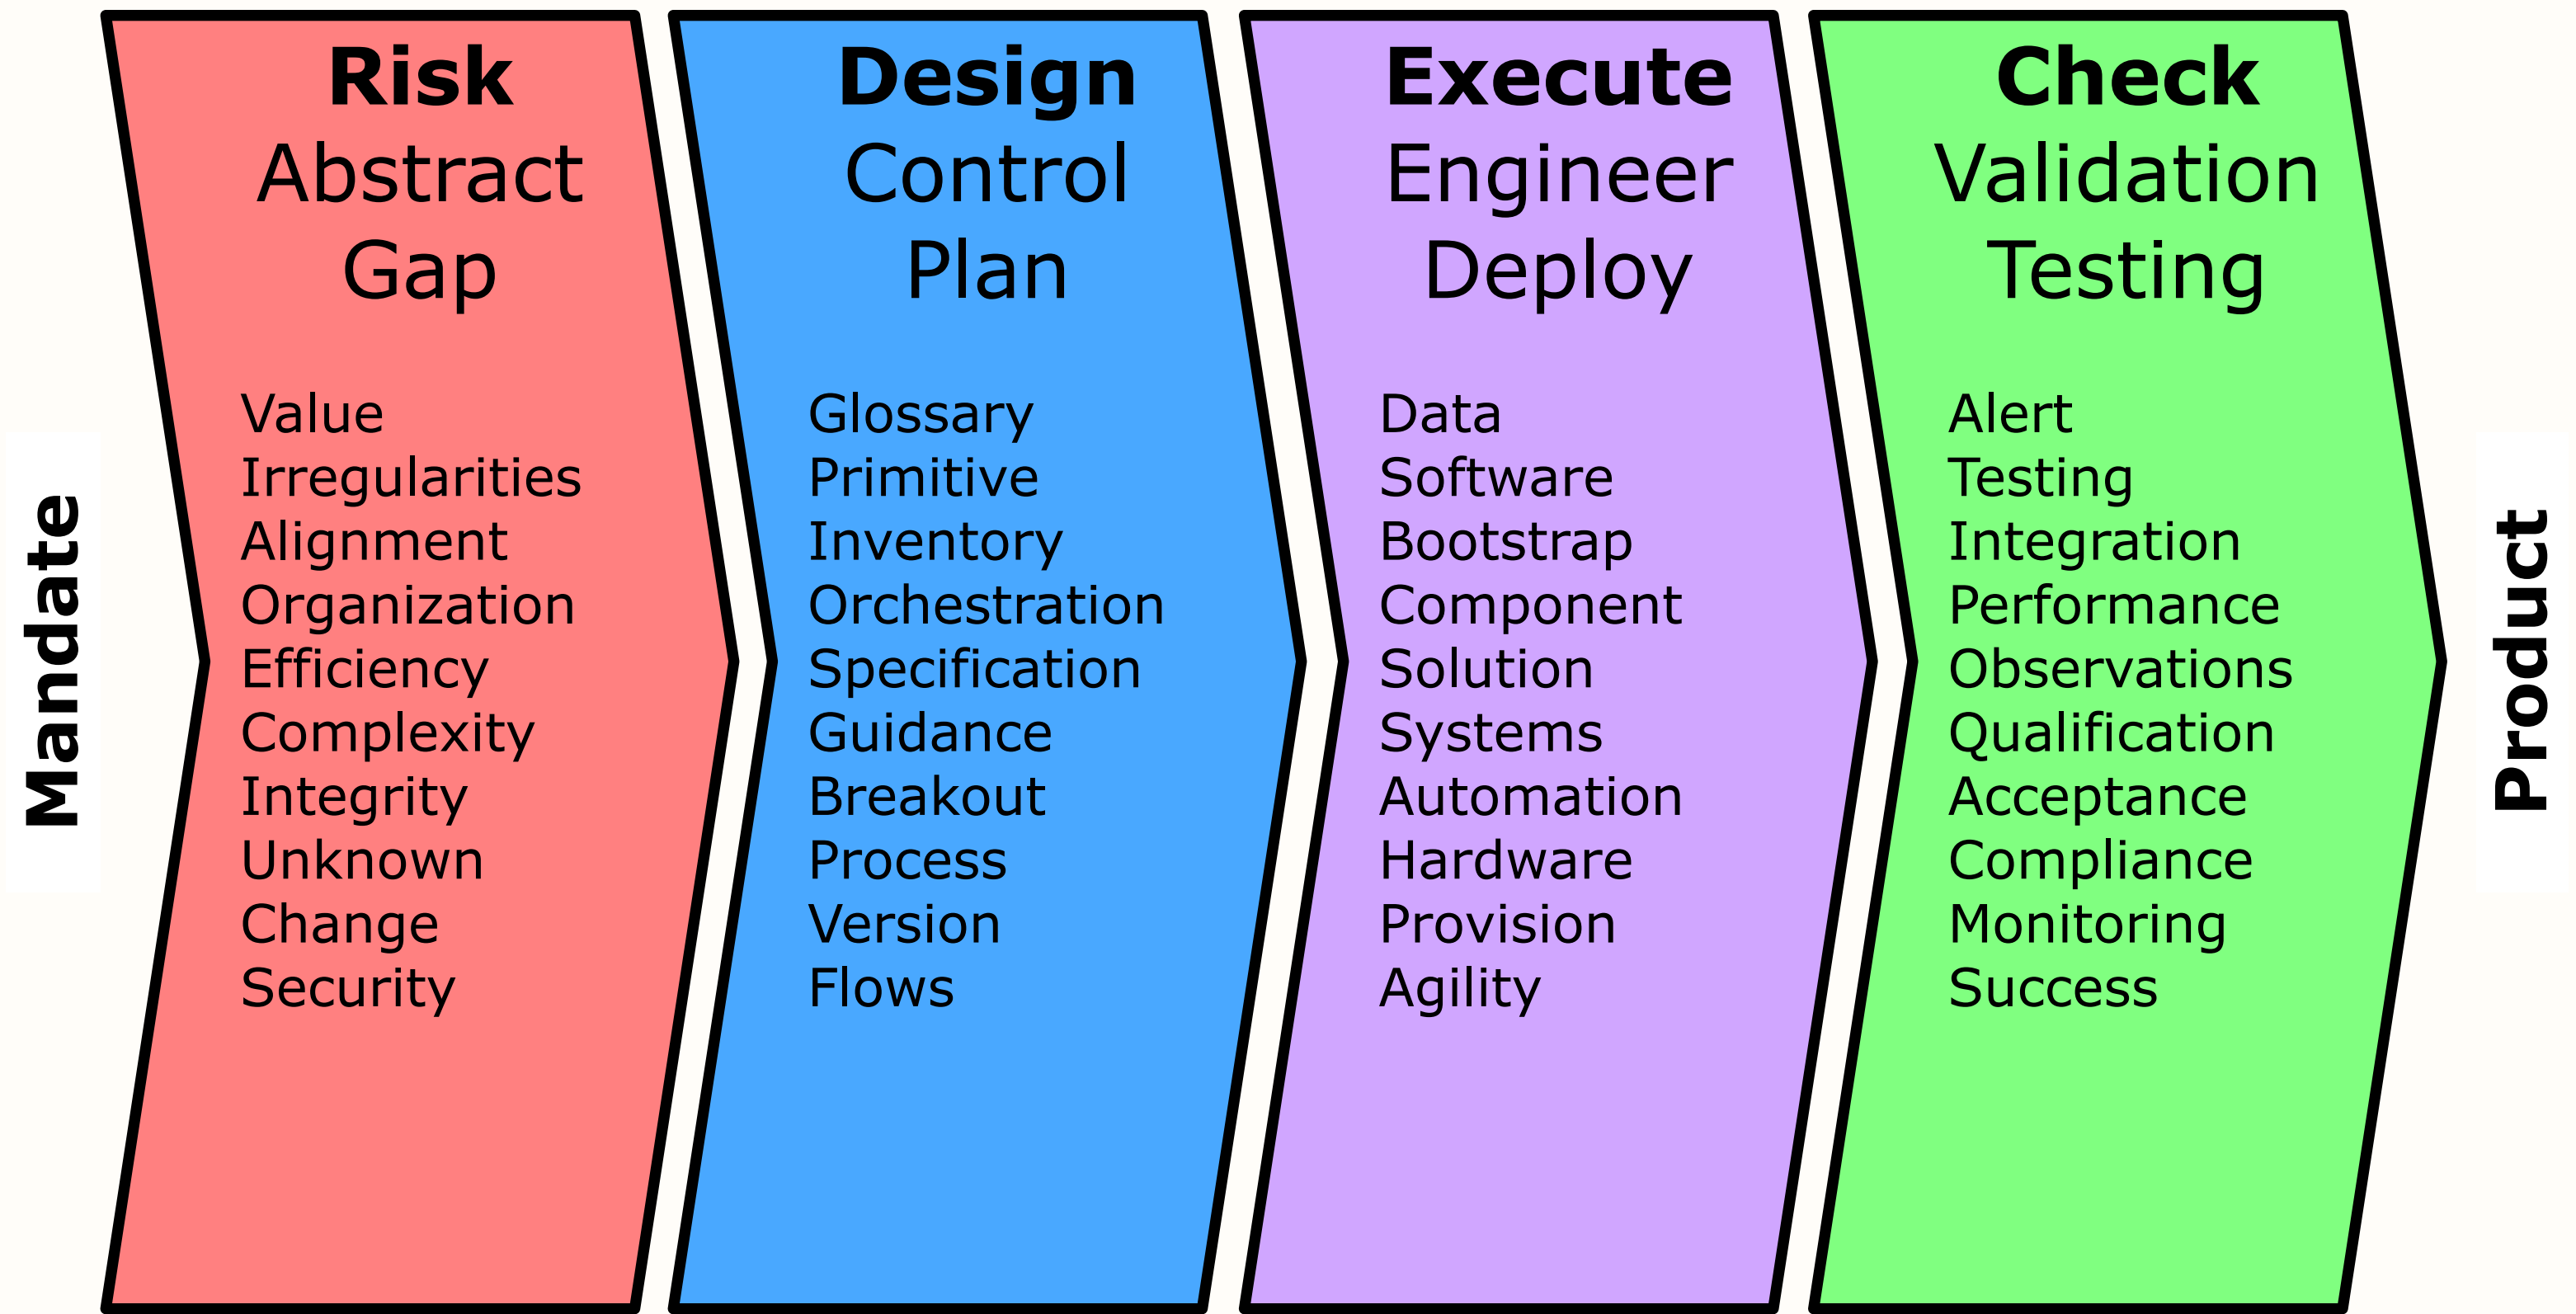 Mandate
Risk
Abstract
Gap
Value
Irregularities
Alignment
Organization
Efficiency
Complexity
Integrity
Unknown
Change
Security
Design
Control
Plan
Glossary
Primitive
Inventory
Orchestration
Specification
Guidance
Breakout
Process
Version
Flows
Execute
Engineer
Deploy
Data
Software
Bootstrap
Component
Solution
Systems
Automation
Hardware
Provision
Agility
Check
Validation
Testing
Alert
Testing
Integration
Performance
Observations
Qualification
Acceptance
Compliance
Monitoring
Success
Product